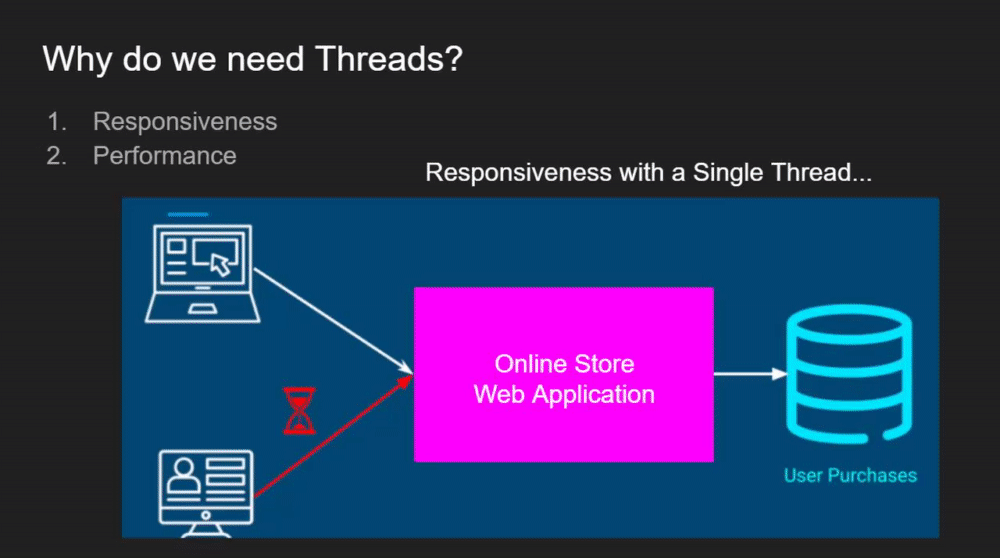 Why do we need Threads?
1. Responsiveness
2. Performance
Responsiveness with a Single Thread...
Online Store
Web Application
User Purchases